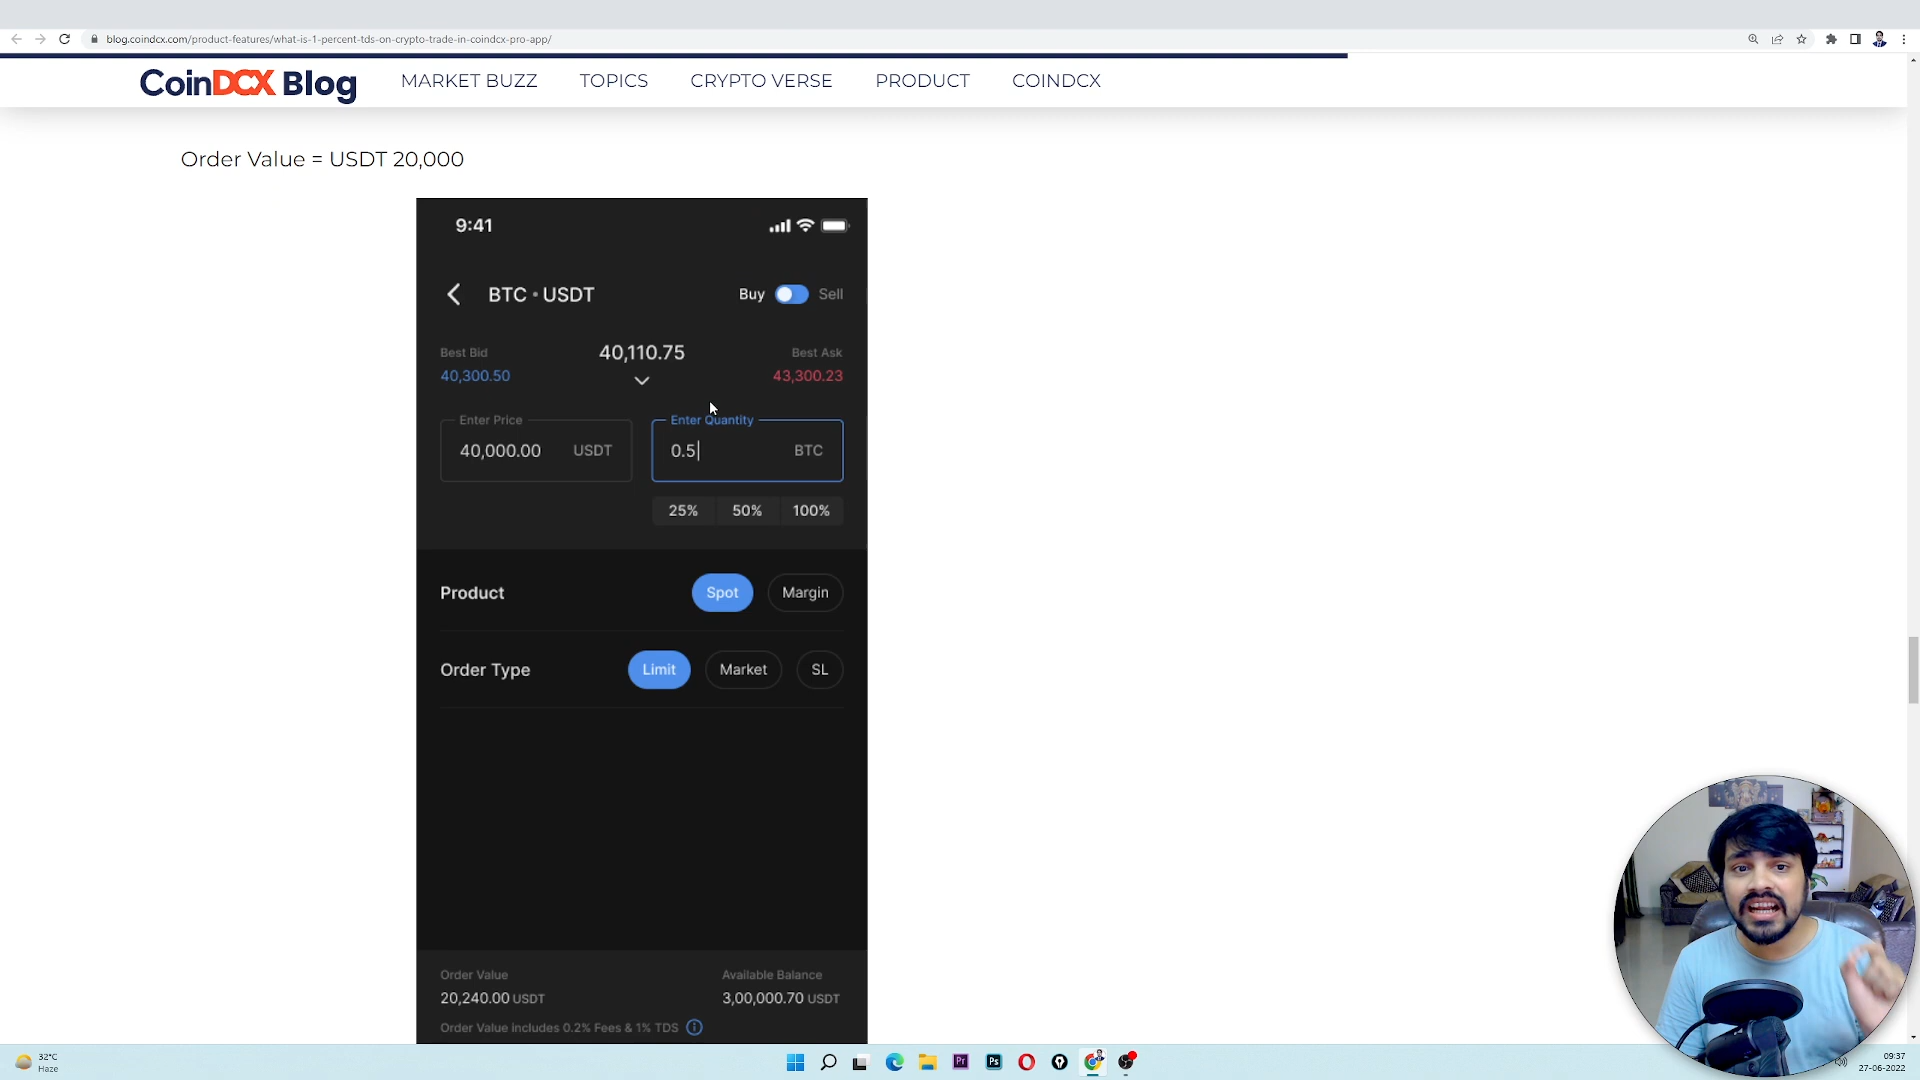 blog.coindcx.com/product-features/what-is-1-percent-tds-on-crypto-trade-in-coindcx-pro-app/
CoinDCX Blog
MARKET BUZZ TOPICS CRYPTO VERSE PRODUCT COINDCX
Order Value = USDT 20,000
9:41
BTC • USDT
Buy Sell
Best Bid 40,110.75 Best Ask
40,300.50 43,300.23
Enter Price Enter Quantity
40,000.00 USDT 0.5 BTC
25% 50% 100%
Product Spot Margin
Order Type Limit Market SL
Order Value Available Balance
20,240.00 USDT 3,00,000.70 USDT
Order Value includes 0.2% Fees & 1% TDS
32°C
Haze
Pr Ps
09:37
27-06-2022